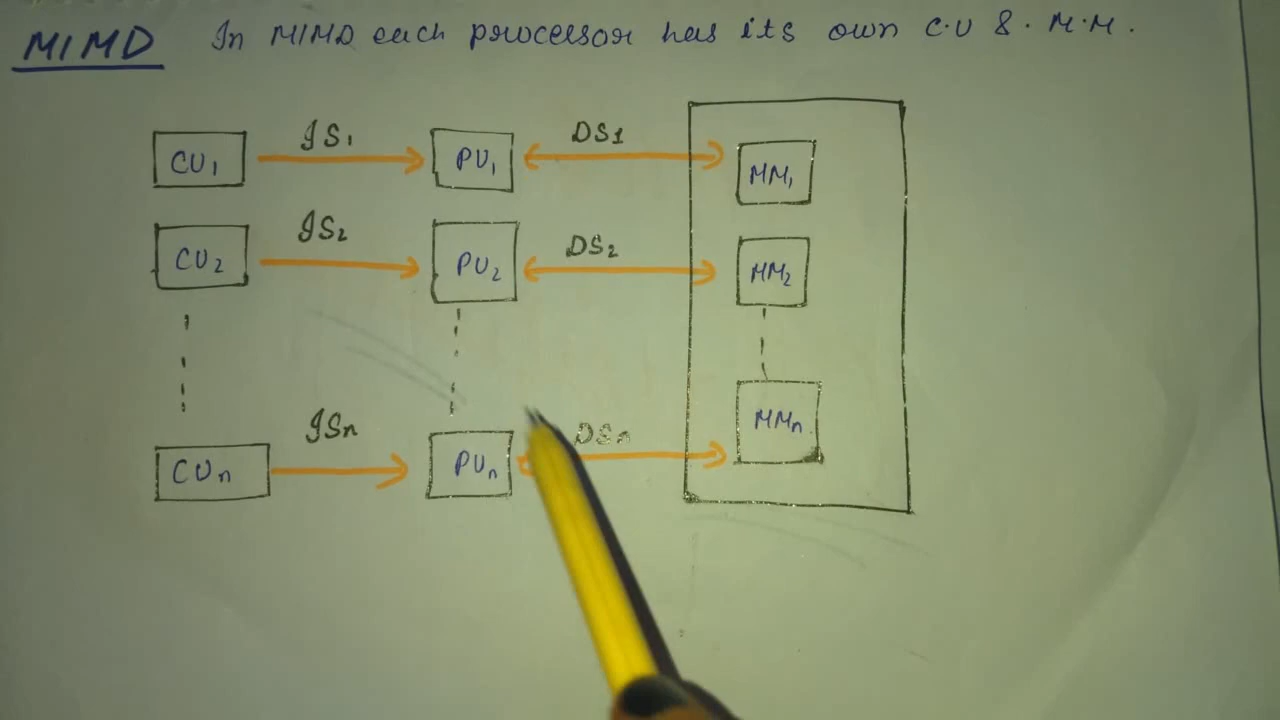 MIMD In MIMD each processor has its own C.U & . M.M.
CU1 IS1 PU1 DS1 MM1
CU2 IS2 PU2 DS2 MM2
CUn ISn PUn DSn MMn